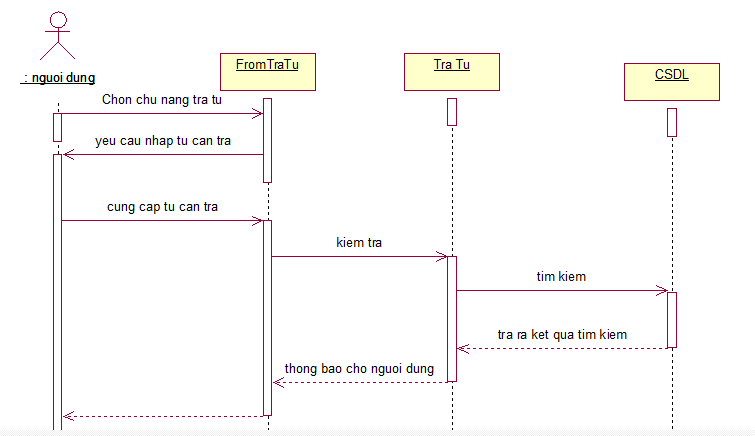 : nguoi dung
FromTraTu
Tra Tu
CSDL
Chon chu nang tra tu
yeu cau nhap tu can tra
cung cap tu can tra
kiem tra
tim kiem
tra ra ket qua tim kiem
thong bao cho nguoi dung